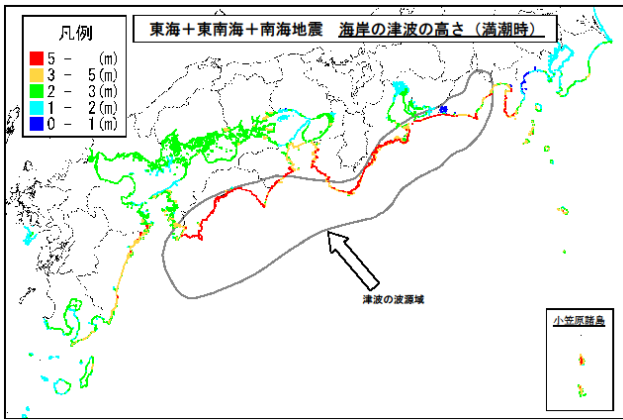 東海+東南海+南海地震 海岸の津波の高さ(満潮時)
凡例
5 - (m)
3 - 5(m)
2 - 3(m)
1 - 2(m)
0 - 1(m)
津波の波源域
小笠原諸島